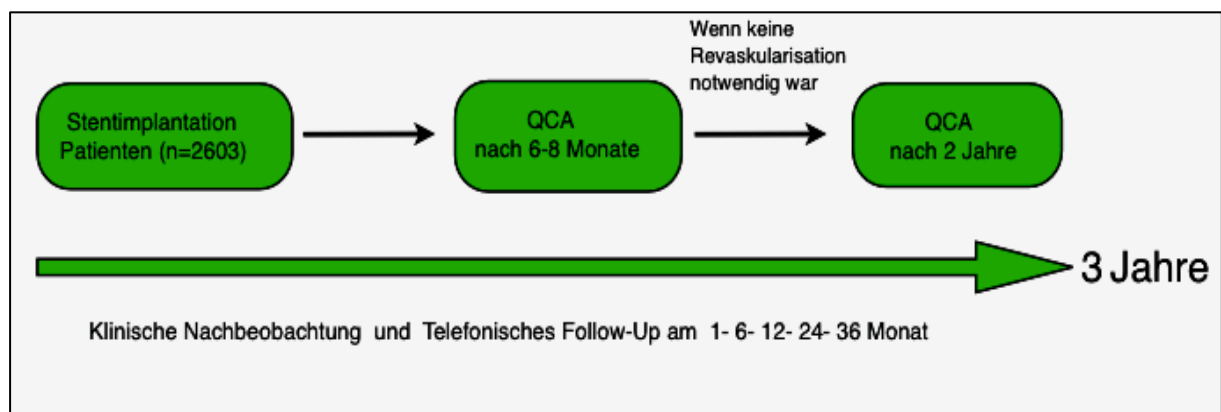 Wenn keine
Revaskularisation
notwendig war
Stentimplantation
Patienten (n=2603)
QCA
nach 6-8 Monate
QCA
nach 2 Jahre
3 Jahre
Klinische Nachbeobachtung und Telefonisches Follow-Up am 1- 6- 12- 24- 36 Monat